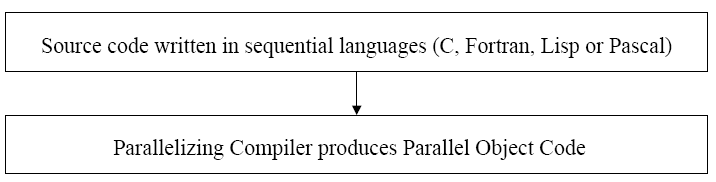 Source code written in sequential languages (C, Fortran, Lisp or Pascal)
Parallelizing Compiler produces Parallel Object Code